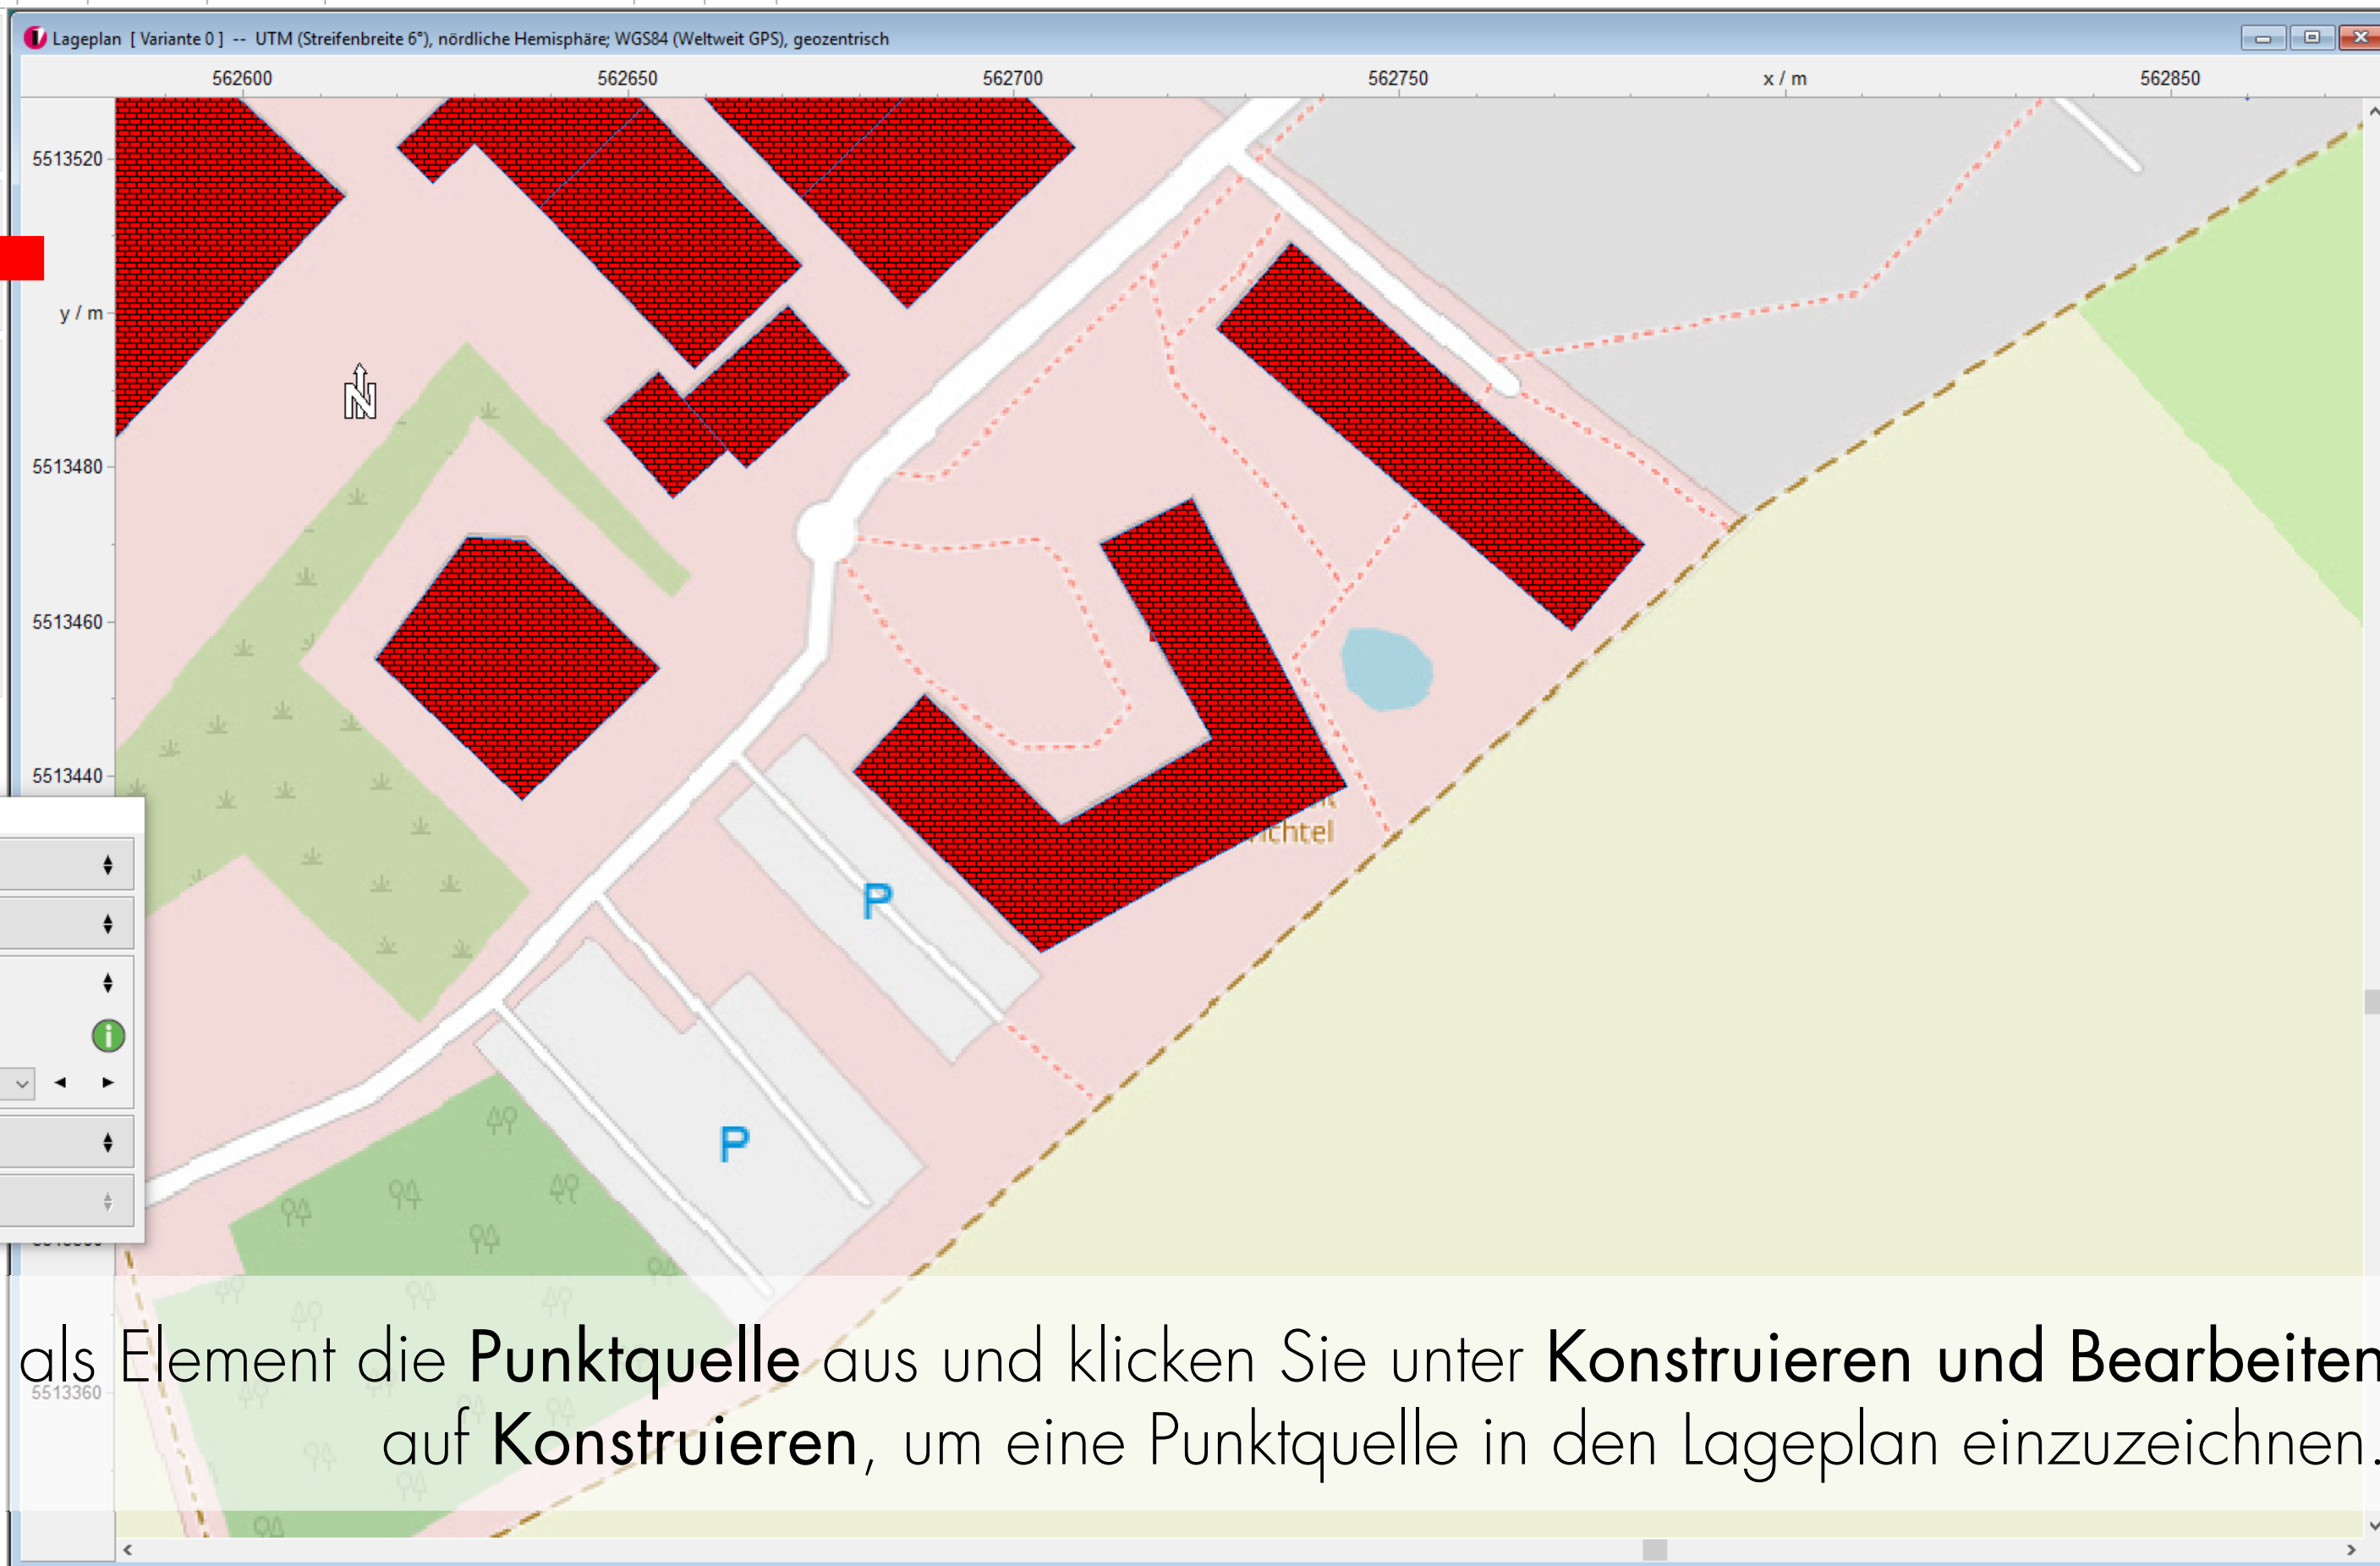 Lageplan [ Variante 0 ] -- UTM (Streifenbreite 6°), nördliche Hemisphäre; WGS84 (Weltweit GPS), geozentrisch
562600 562650 562700 562750 x / m 562850
5513520
y / m
N
5513480
5513460
5513440
chtel
P
P
als Element die Punktquelle aus und klicken Sie unter Konstruieren und Bearbeiten
5513360
auf Konstruieren, um eine Punktquelle in den Lageplan einzuzeichnen.